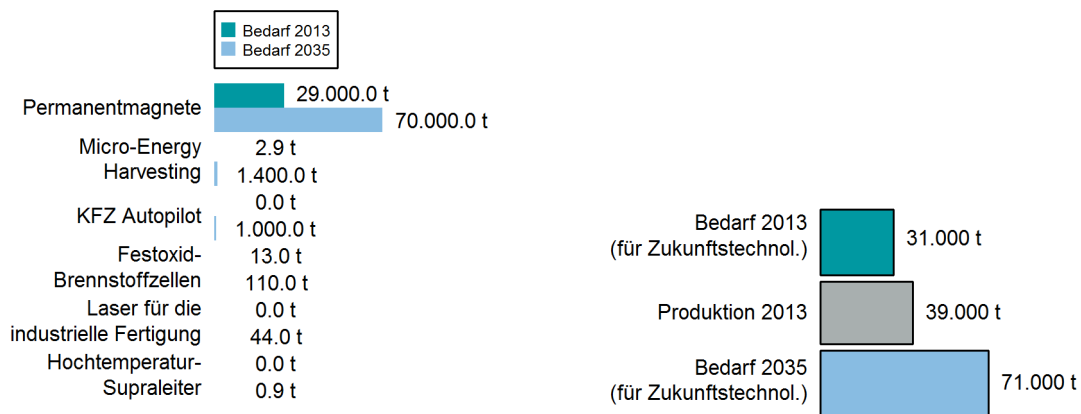 Bedarf 2013
Bedarf 2035
Permanentmagnete
29.000.0 t
70.000.0 t
Micro-Energy
Harvesting
2.9 t
1.400.0 t
KFZ Autopilot
0.0 t
1.000.0 t
Festoxid-
Brennstoffzellen
13.0 t
110.0 t
Laser für die
industrielle Fertigung
0.0 t
44.0 t
Hochtemperatur-
Supraleiter
0.0 t
0.9 t
Bedarf 2013
(für Zukunftstechnol.)
31.000 t
Produktion 2013
39.000 t
Bedarf 2035
(für Zukunftstechnol.)
71.000 t